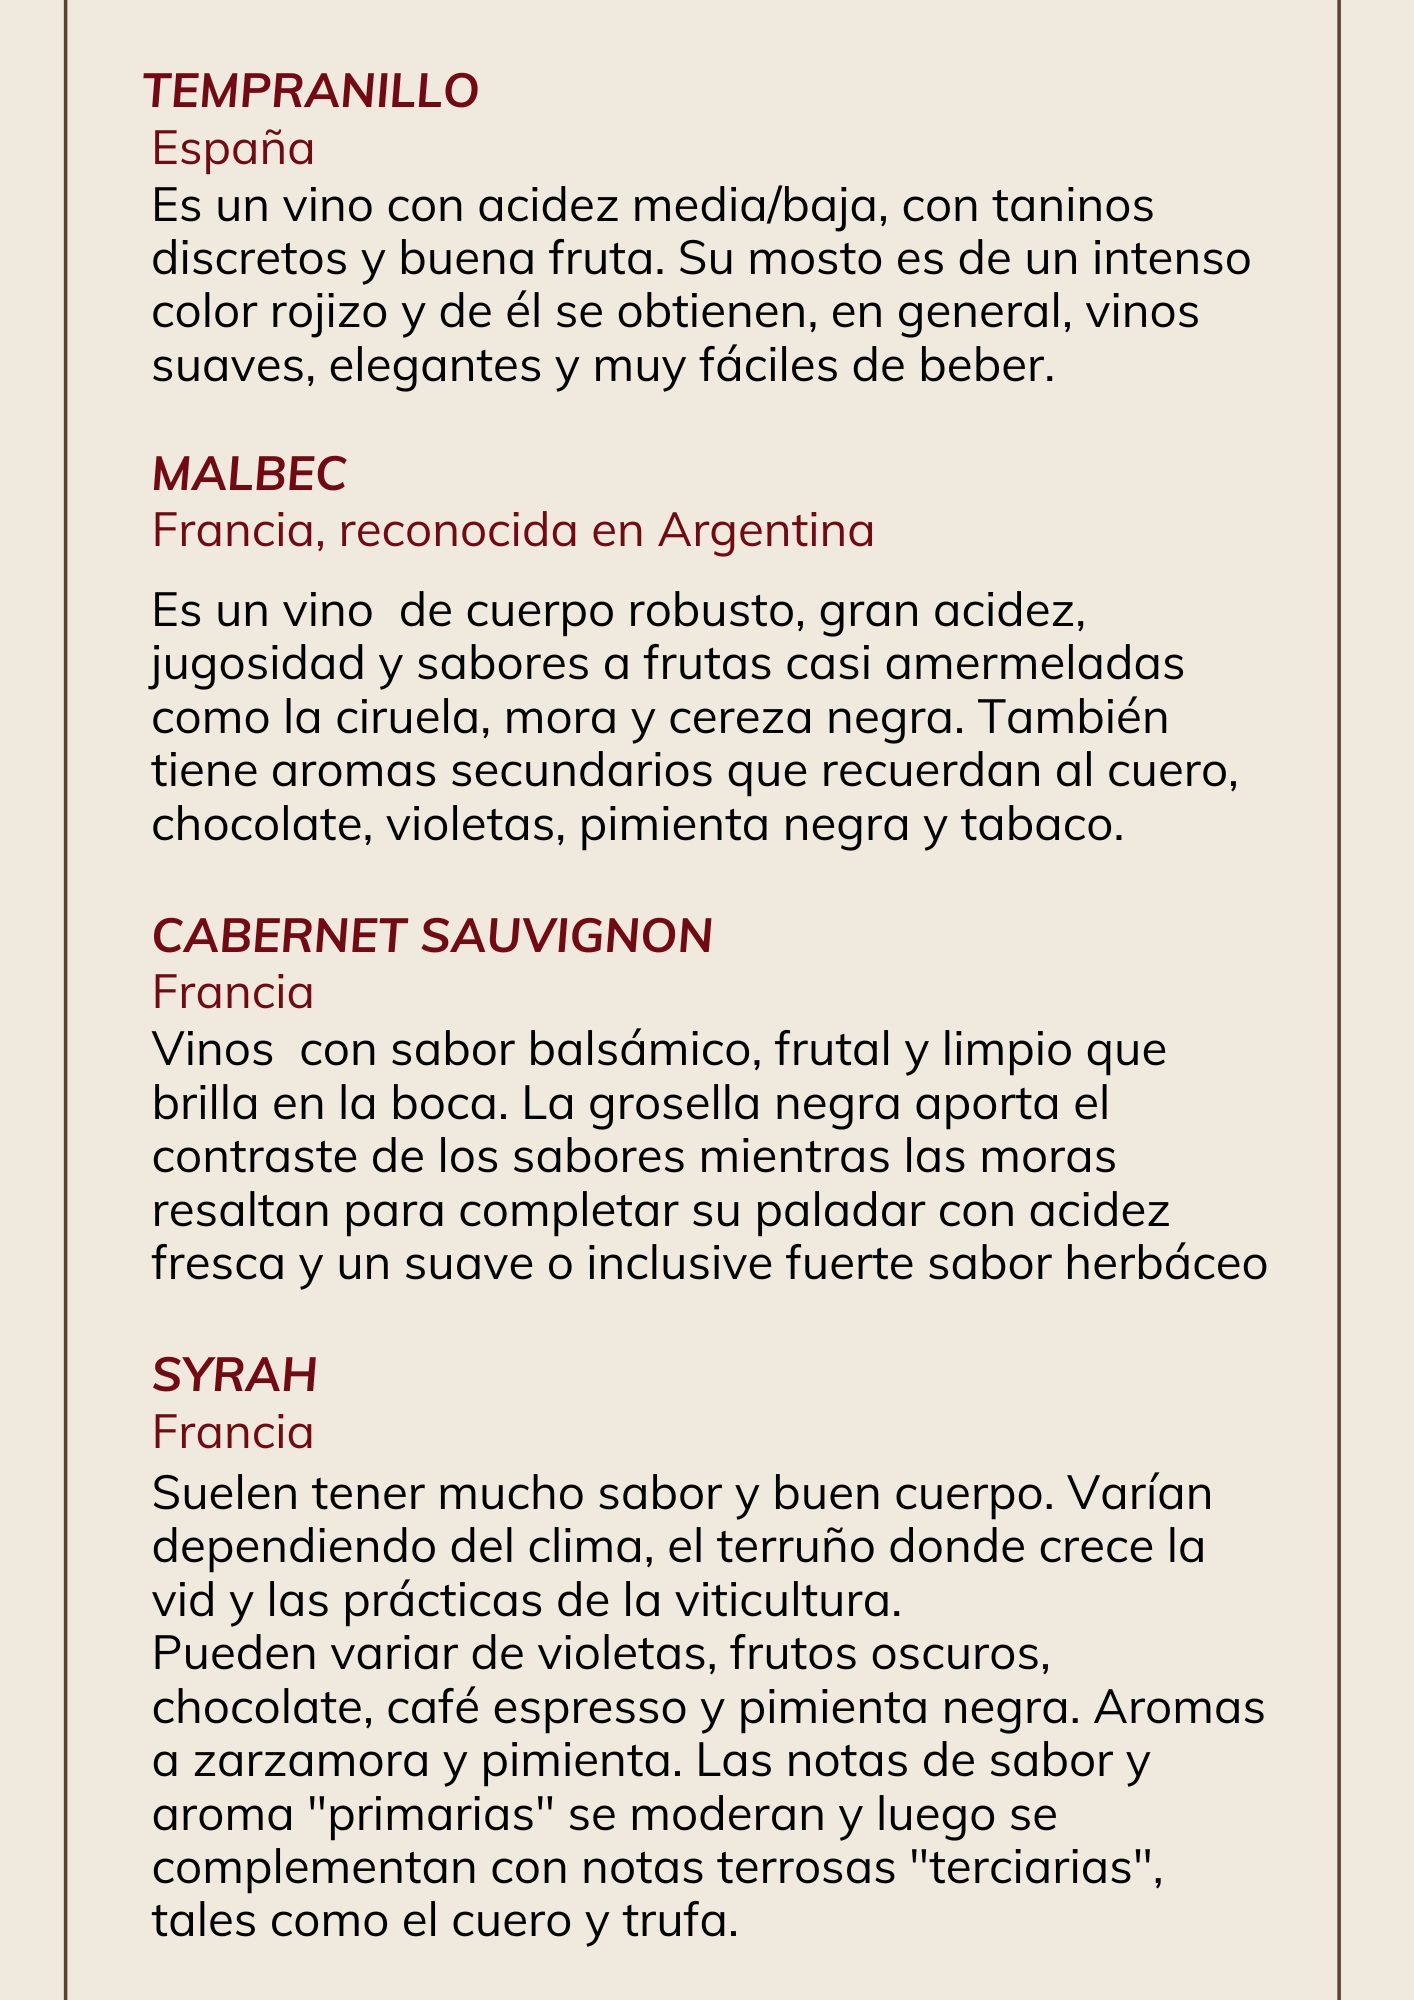 TEMPRANILLO
España
Es un vino con acidez media/baja, con taninos
discretos y buena fruta. Su mosto es de un intenso
color rojizo y de él se obtienen, en general, vinos
suaves, elegantes y muy fáciles de beber.
MALBEC
Francia, reconocida en Argentina
Es un vino  de cuerpo robusto, gran acidez,
jugosidad y sabores a frutas casi amermeladas
como la ciruela, mora y cereza negra. También
tiene aromas secundarios que recuerdan al cuero,
chocolate, violetas, pimienta negra y tabaco.
CABERNET SAUVIGNON
Francia
Vinos  con sabor balsámico, frutal y limpio que
brilla en la boca. La grosella negra aporta el
contraste de los sabores mientras las moras
resaltan para completar su paladar con acidez
fresca y un suave o inclusive fuerte sabor herbáceo
SYRAH
Francia
Suelen tener mucho sabor y buen cuerpo. Varían
dependiendo del clima, el terruño donde crece la
vid y las prácticas de la viticultura.
Pueden variar de violetas, frutos oscuros,
chocolate, café espresso y pimienta negra. Aromas
a zarzamora y pimienta. Las notas de sabor y
aroma "primarias" se moderan y luego se
complementan con notas terrosas "terciarias",
tales como el cuero y trufa.